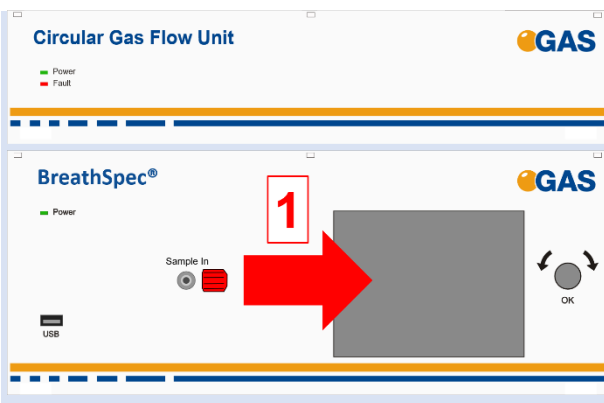 Circular Gas Flow Unit
GAS
Power
Fault
BreathSpec®
GAS
Power
1
Sample In
OK
USB